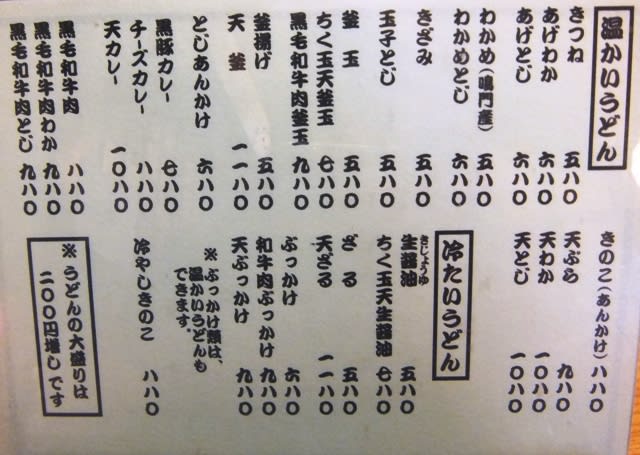 温かいうどん
きつね 五八〇
あげわか 六八〇
あげとじ 六八〇
わかめ(鳴門産) 五八〇
わかめとじ 六八〇
きざみ 五八〇
玉子とじ 五八〇
釜玉 五八〇
ちく玉天釜玉 七八〇
黒毛和牛肉釜玉 九八〇
釜揚げ 五八〇
天釜 一一八〇
とじあんかけ 六八〇
黒豚カレー 七八〇
チーズカレー 八八〇
天カレー 一〇八〇
黒毛和牛肉 八八〇
黒毛和牛肉わか 九八〇
黒毛和牛肉とじ 九八〇
きのこ(あんかけ) 八八〇
天ぷら 九八〇
天わか 一〇八〇
天とじ 一〇八〇
冷たいうどん
きじょうゆ
生醤油 五八〇
ちく玉天生醤油 七八〇
ざる 五八〇
天ざる 一一八〇
ぶっかけ 六八〇
和牛肉ぶっかけ 九八〇
天ぶっかけ 九八〇
※ぶっかけ類は、
温かいうどんも
できます。
冷やしきのこ 八八〇
※うどんの大盛りは
二〇〇円増しです